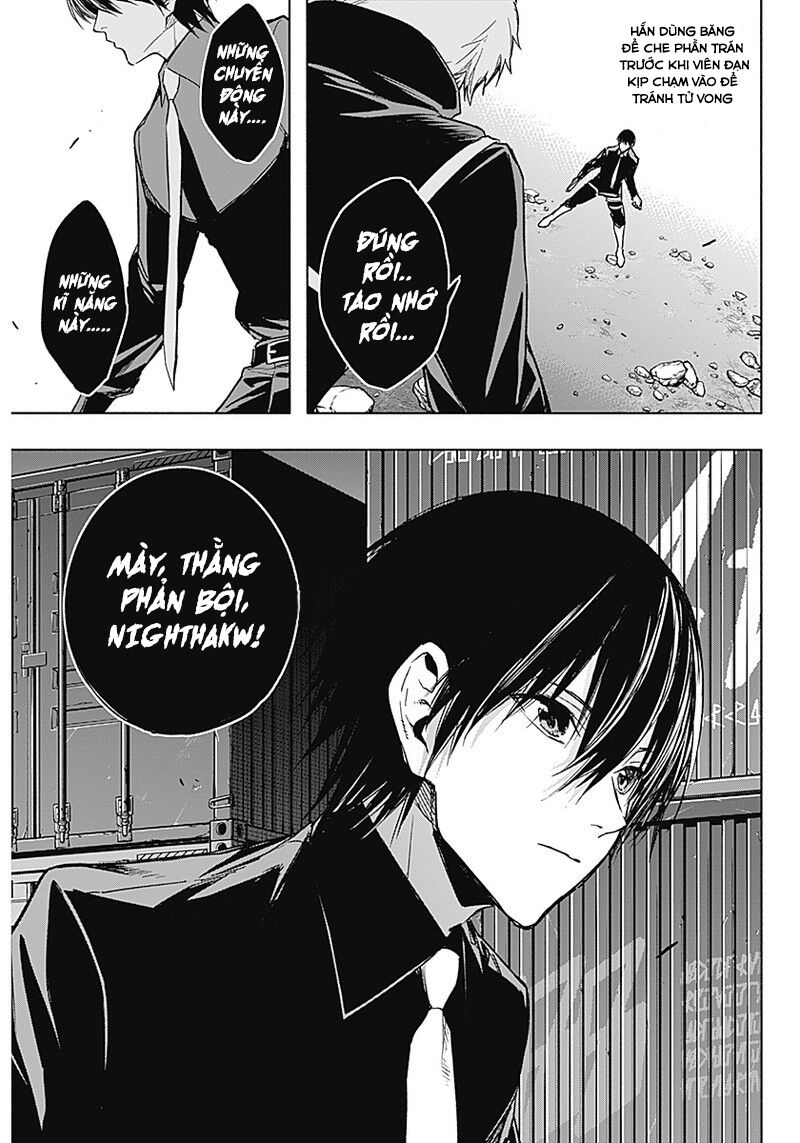 HẮN DÙNG BĂNG
ĐỂ CHE PHẦN TRÁN
TRƯỚC KHI VIÊN ĐẠN
KỊP CHẠM VÀO ĐỂ
TRÁNH TỬ VONG
ĐÚNG
RỒI..
TAO NHỚ
RỒI...
NHỮNG
CHUYỂN
ĐỘNG
NÀY....
NHỮNG
KĨ NĂNG
NÀY.....
MÀY, THẰNG
PHẢN BỘI,
NIGHTHAKW!